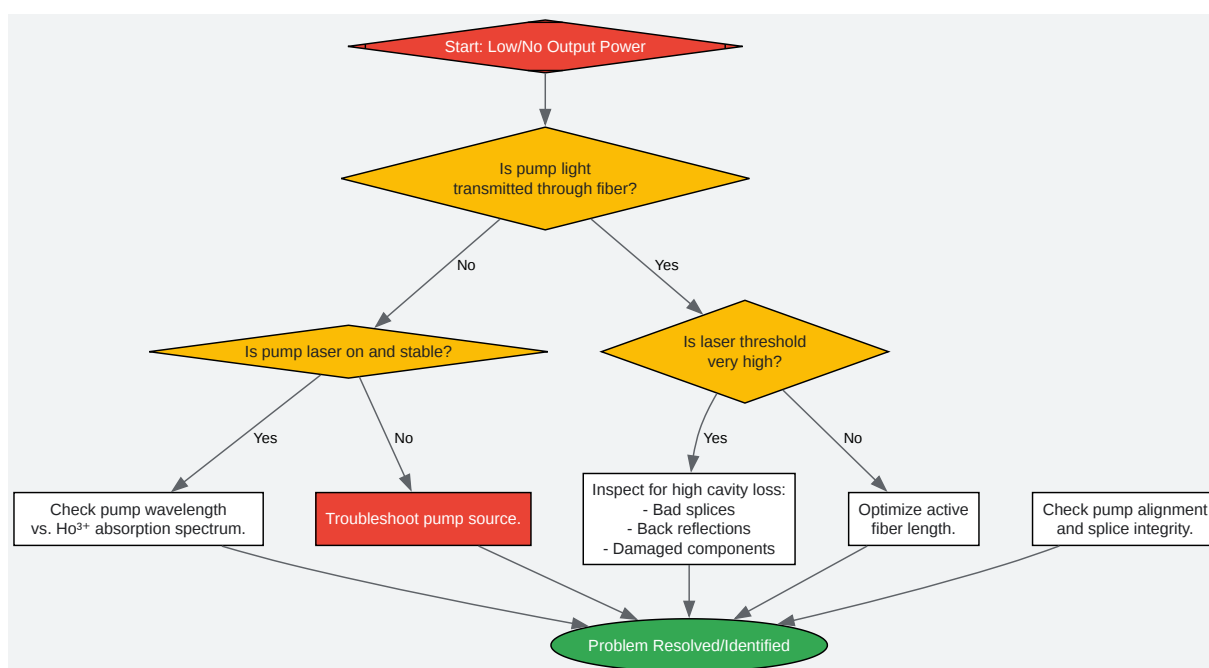 Start: Low/No Output Power
Is pump light
transmitted through fiber?
No
Yes
Is pump laser on and stable?
Is laser threshold
very high?
Yes
No
Yes
No
Check pump wavelength
vs. Ho³⁺ absorption spectrum.
Troubleshoot pump source.
Inspect for high cavity loss:
- Bad splices
- Back reflections
- Damaged components
Optimize active
fiber length.
Check pump alignment
and splice integrity.
Problem Resolved/Identified